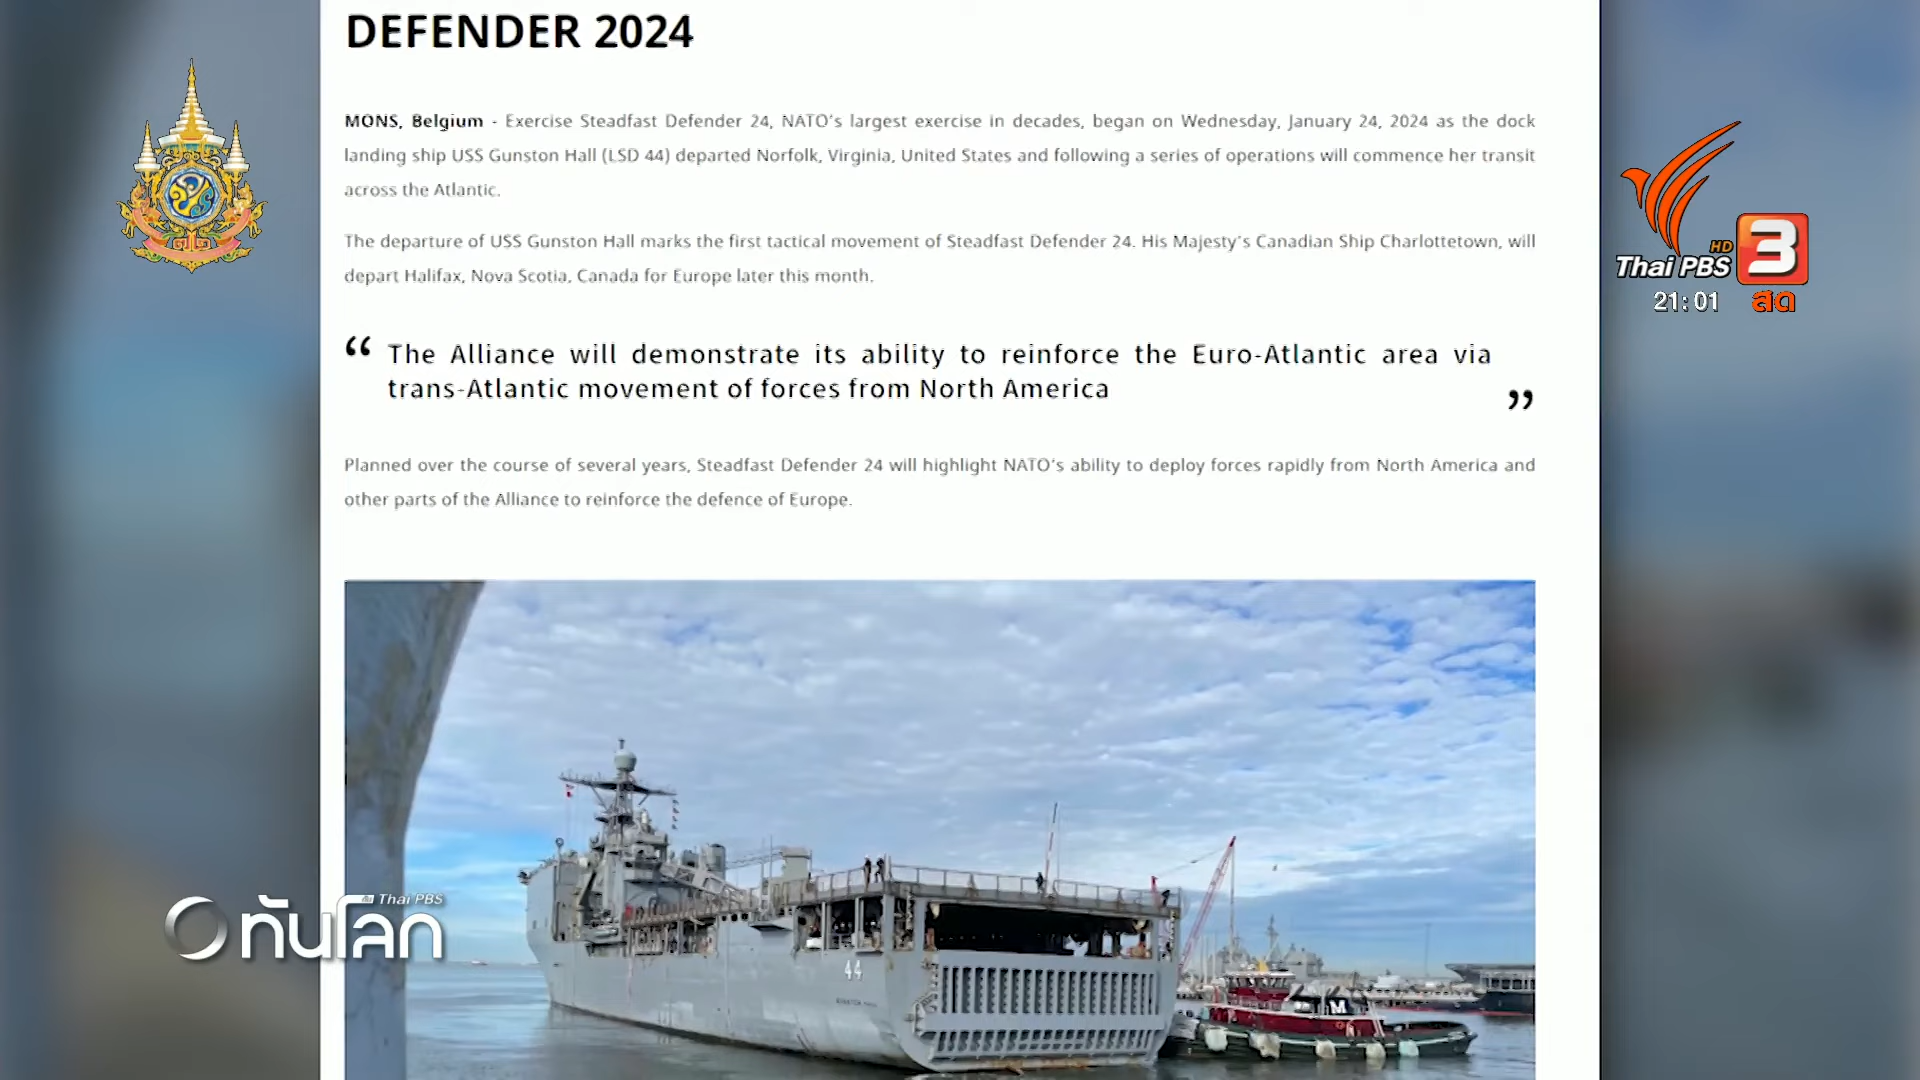 DEFENDER 2024
MONS, Belgium - Exercise Steadfast Defender 24, NATO's largest exercise in decades, began on Wednesday, January 24, 2024 as the dock
landing ship USS Gunston Hall (LSD 44) departed Norfolk, Virginia, United States and following a series of operations will commence her transit
across the Atlantic.
The departure of USS Gunston Hall marks the first tactical movement of Steadfast Defender 24. His Majesty's Canadian Ship Charlottetown, will
depart Halifax, Nova Scotia, Canada for Europe later this month.
“ The Alliance will demonstrate its ability to reinforce the Euro-Atlantic area via
trans-Atlantic movement of forces from North America ”
Planned over the course of several years, Steadfast Defender 24 will highlight NATO's ability to deploy forces rapidly from North America and
other parts of the Alliance to reinforce the defence of Europe.
HD
Thai PBS 3
21:01 สด
ที่ Thai PBS
ทันโลก
44
M